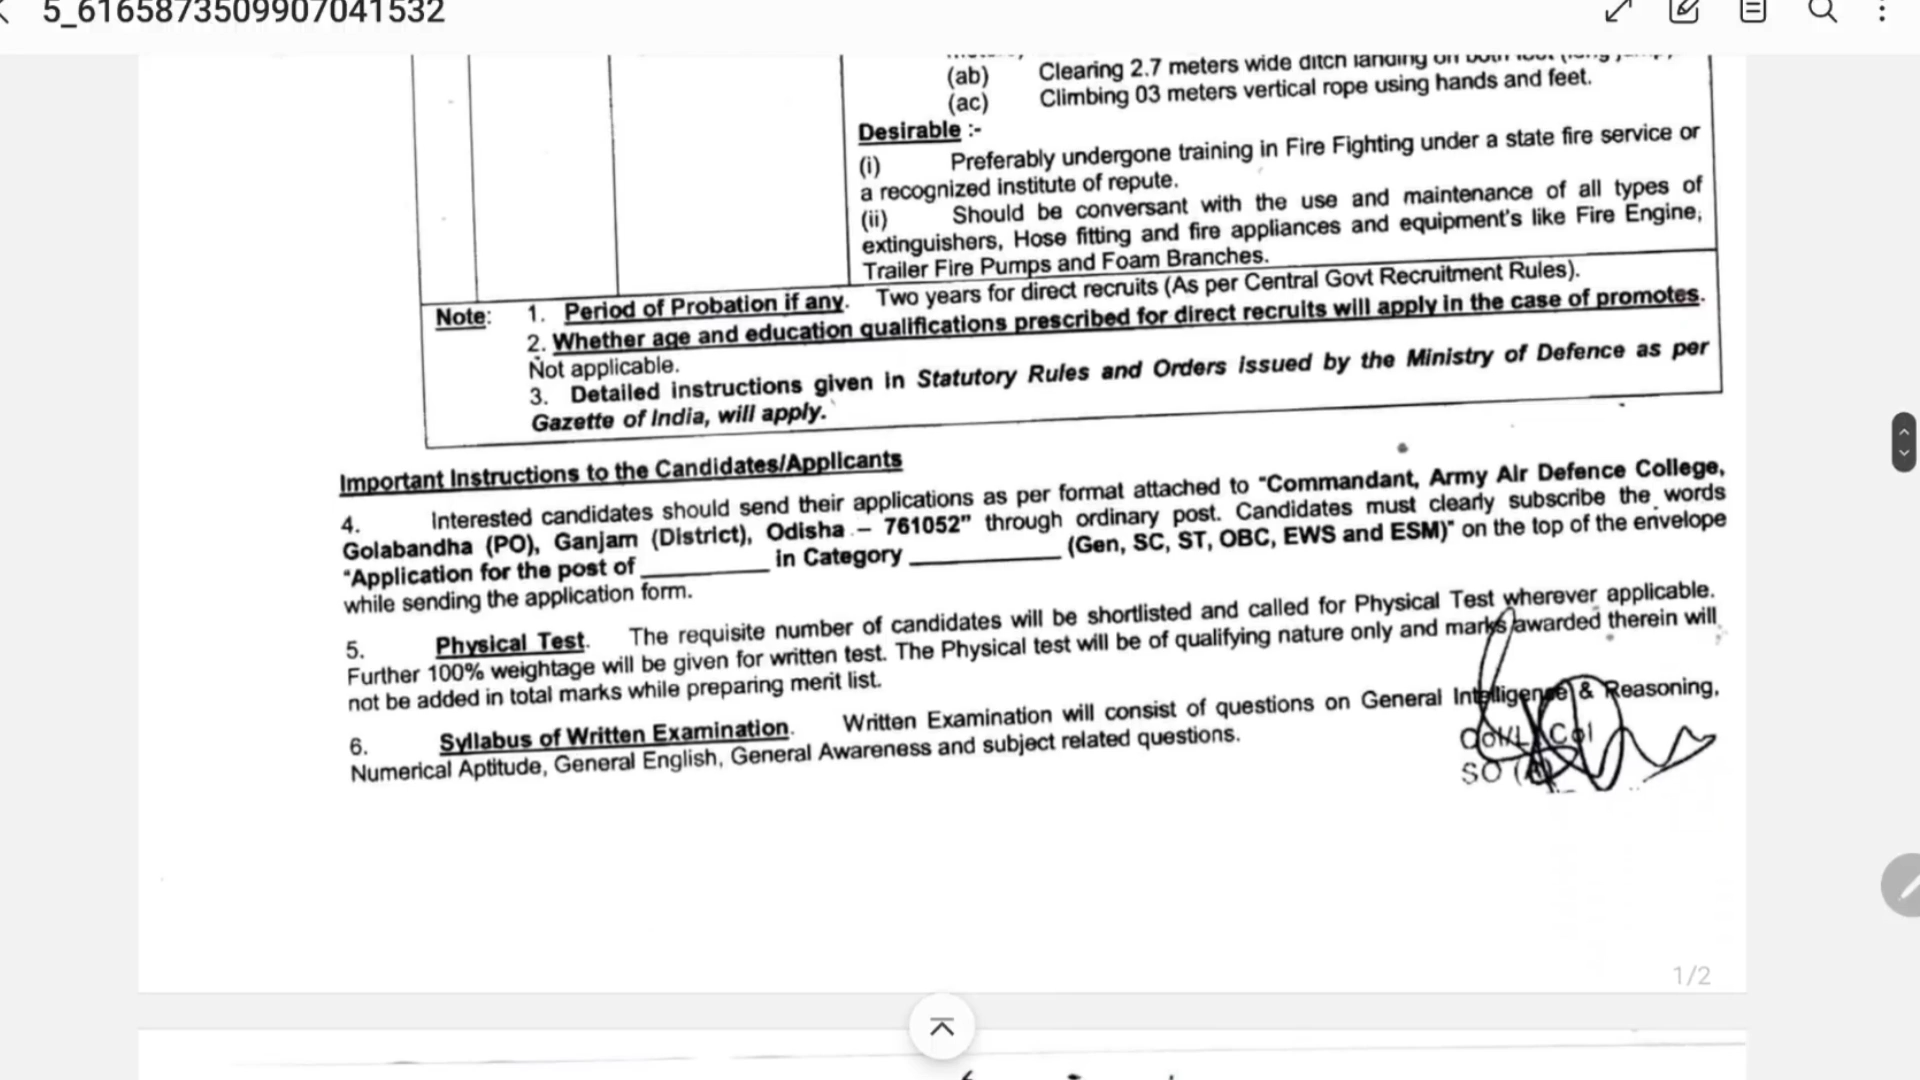 5_6165873509907041532
(ab) Clearing 2.7 meters wide ditch landing on both foot (long jump)
(ac) Climbing 03 meters vertical rope using hands and feet.
Desirable :-
(i) Preferably undergone training in Fire Fighting under a state fire service or
a recognized institute of repute.
(ii) Should be conversant with the use and maintenance of all types of
extinguishers, Hose fitting and fire appliances and equipment's like Fire Engine,
Trailer Fire Pumps and Foam Branches.
Note: 1. Period of Probation if any. Two years for direct recruits (As per Central Govt Recruitment Rules).
2. Whether age and education qualifications prescribed for direct recruits will apply in the case of promotes.
Not applicable.
3. Detailed instructions given in Statutory Rules and Orders issued by the Ministry of Defence as per
Gazette of India, will apply.
Important Instructions to the Candidates/Applicants
4. Interested candidates should send their applications as per format attached to "Commandant, Army Air Defence College,
Golabandha (PO), Ganjam (District), Odisha – 761052" through ordinary post. Candidates must clearly subscribe the words
"Application for the post of __________ in Category ____________ (Gen, SC, ST, OBC, EWS and ESM)" on the top of the envelope
while sending the application form.
5. Physical Test. The requisite number of candidates will be shortlisted and called for Physical Test wherever applicable.
Further 100% weightage will be given for written test. The Physical test will be of qualifying nature only and marks awarded therein will
not be added in total marks while preparing merit list.
6. Syllabus of Written Examination. Written Examination will consist of questions on General Intelligence & Reasoning,
Numerical Aptitude, General English, General Awareness and subject related questions.
Col
SO
1/2